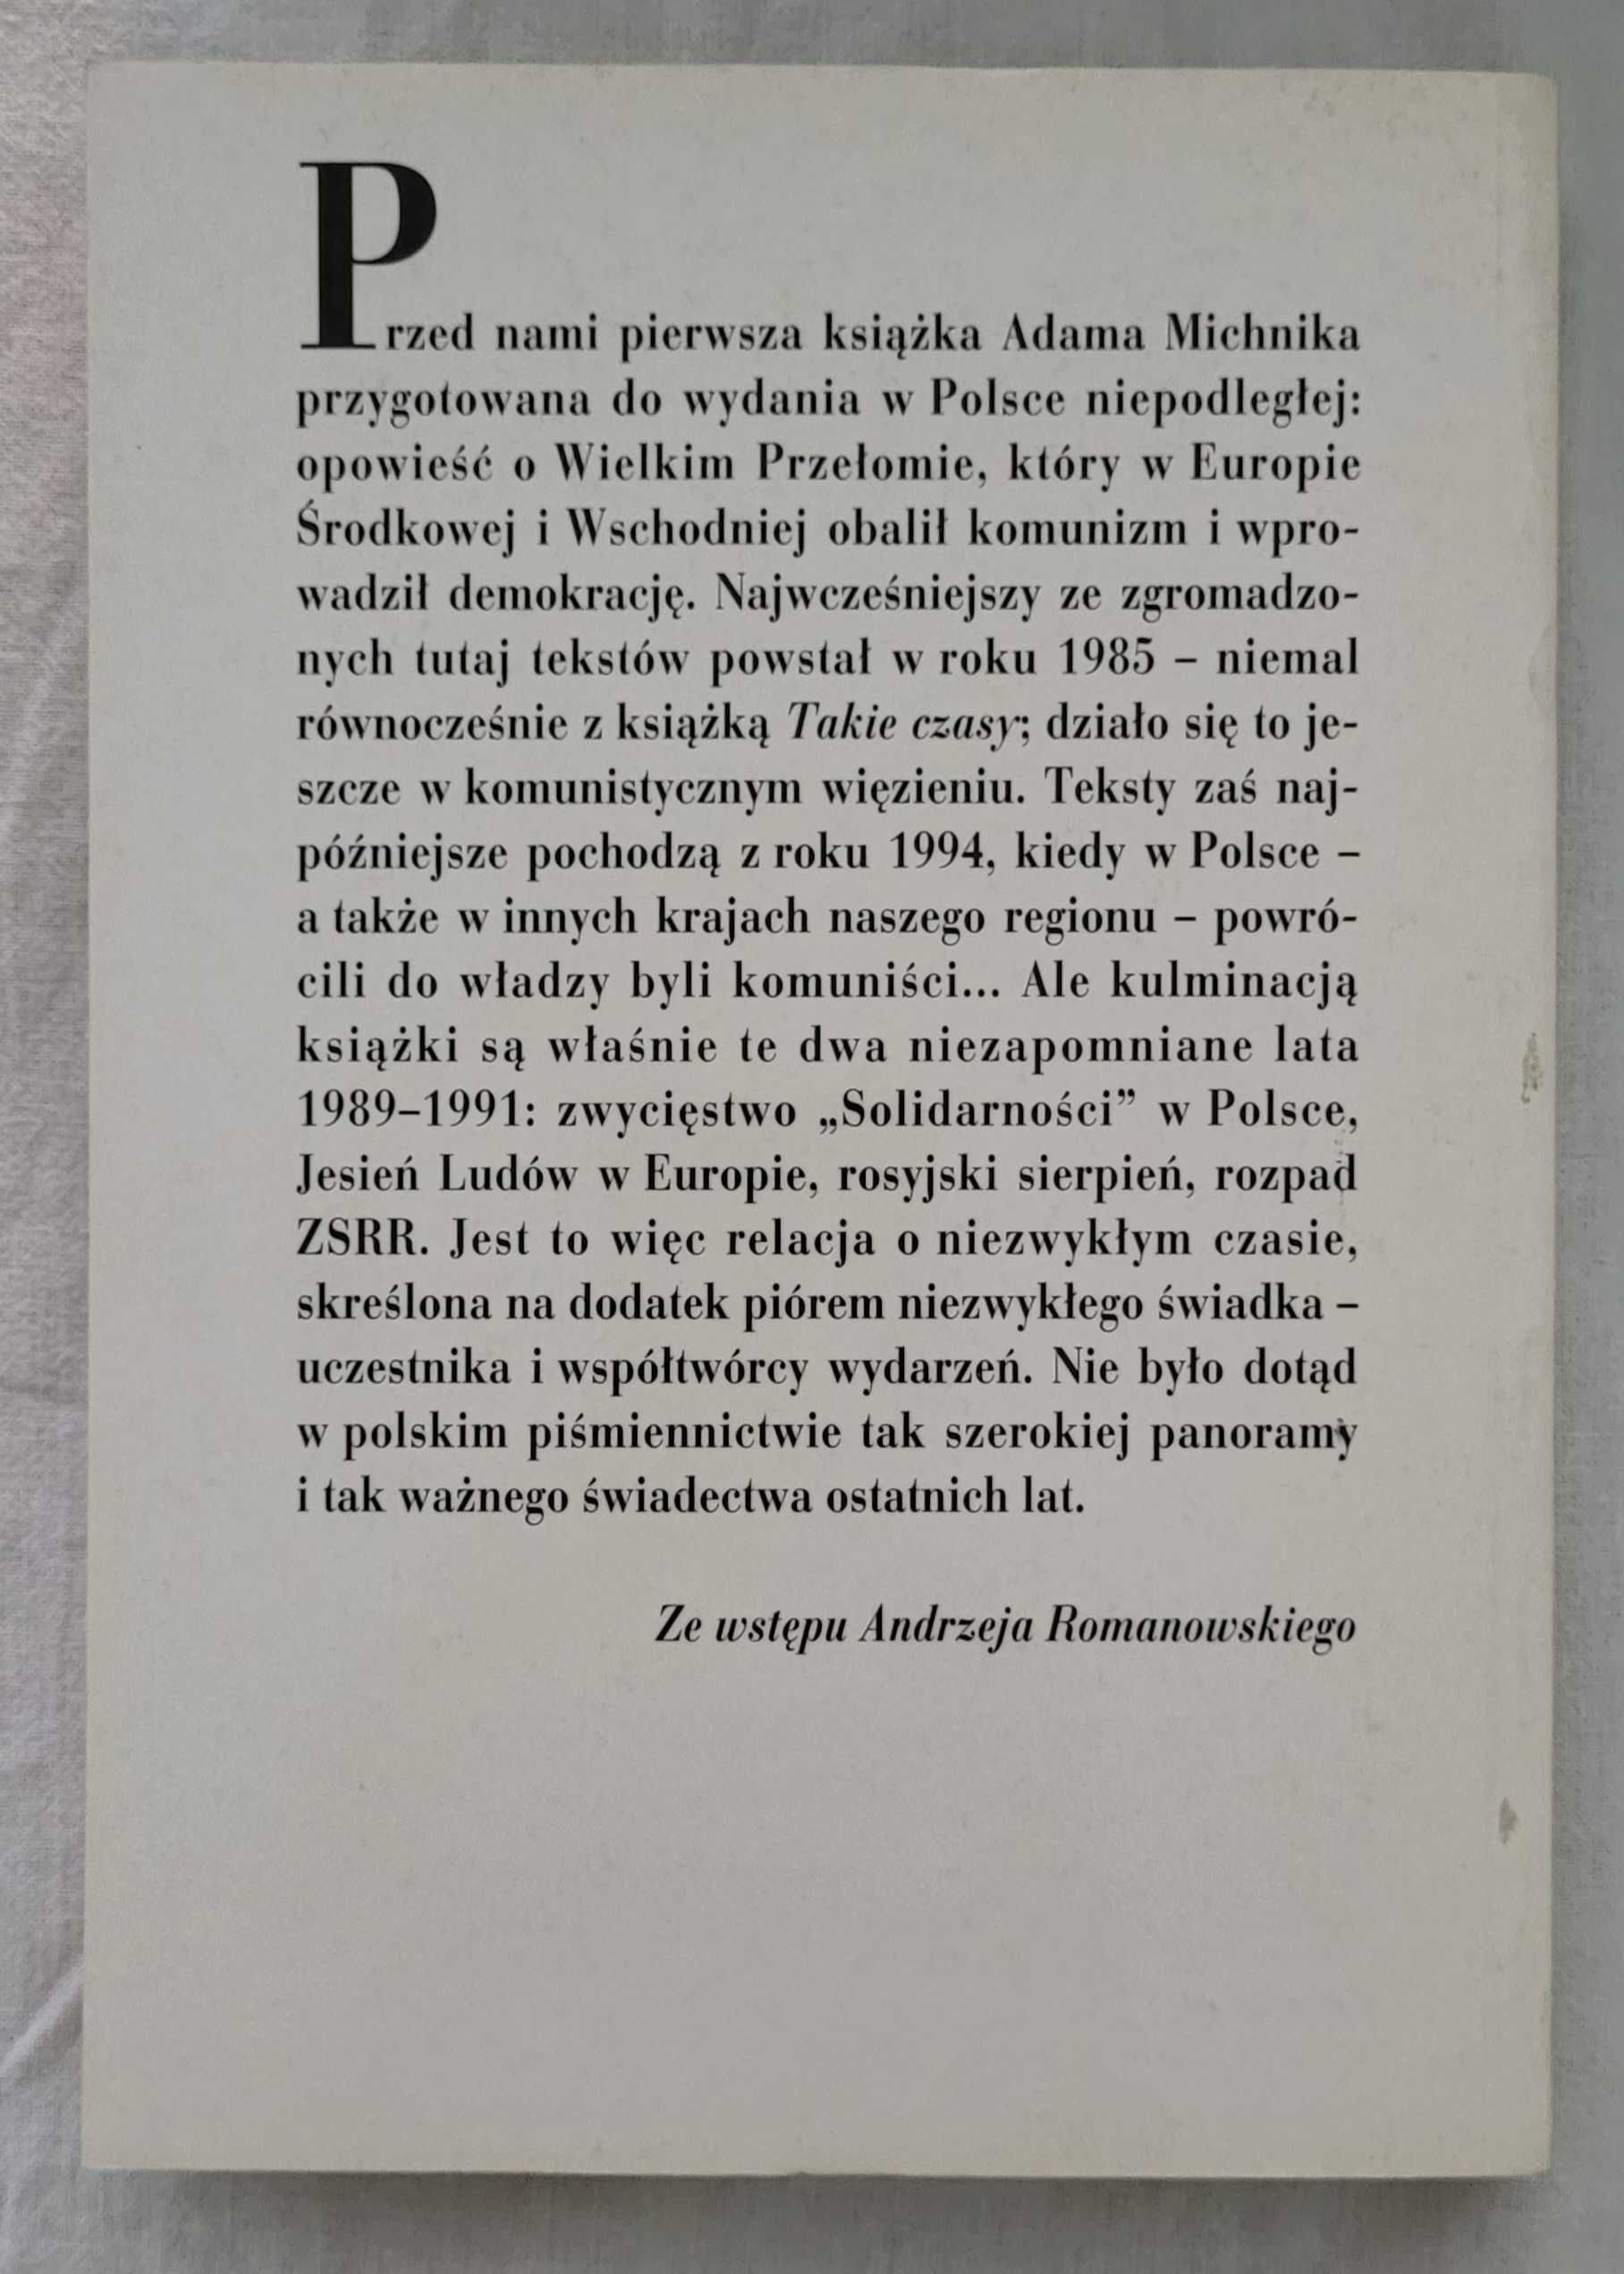 Przed nami pierwsza książka Adama Michnika
przygotowana do wydania w Polsce niepodległej:
opowieść o Wielkim Przełomie, który w Europie
Środkowej i Wschodniej obalił komunizm i wpro-
wadził demokrację. Najwcześniejszy ze zgromadzo-
nych tutaj tekstów powstał w roku 1985 – niemal
równocześnie z książką Takie czasy; działo się to je-
szcze w komunistycznym więzieniu. Teksty zaś naj-
późniejsze pochodzą z roku 1994, kiedy w Polsce –
a także w innych krajach naszego regionu – powró-
cili do władzy byli komuniści... Ale kulminacją
książki są właśnie te dwa niezapomniane lata
1989–1991: zwycięstwo „Solidarności” w Polsce,
Jesień Ludów w Europie, rosyjski sierpień, rozpad
ZSRR. Jest to więc relacja o niezwykłym czasie,
skreślona na dodatek piórem niezwykłego świadka –
uczestnika i współtwórcy wydarzeń. Nie było dotąd
w polskim piśmiennictwie tak szerokiej panoramy
i tak ważnego świadectwa ostatnich lat.
Ze wstępu Andrzeja Romanowskiego